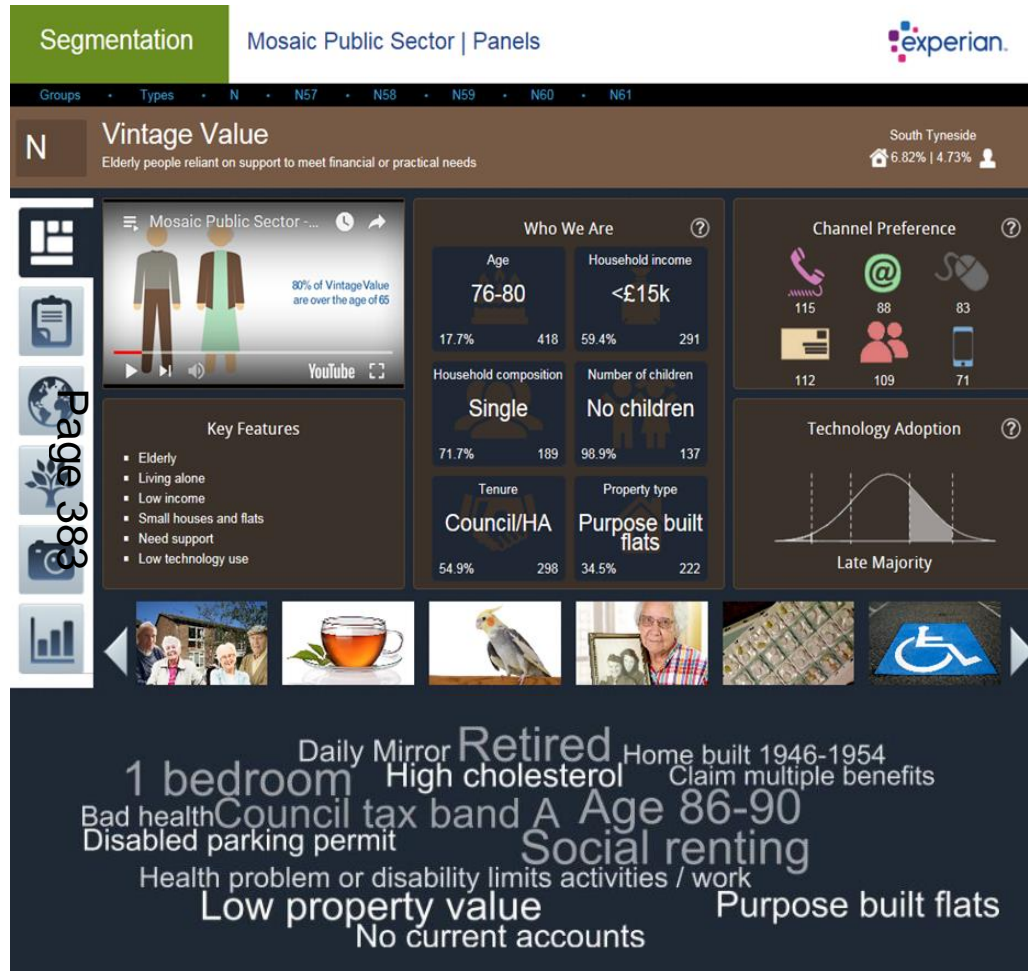 Segmentation
Mosaic Public Sector | Panels
experian.
Groups • Types • N • N57 • N58 • N59 • N60 • N61
N
Vintage Value
Elderly people reliant on support to meet financial or practical needs
South Tyneside
6.82% | 4.73%
Mosaic Public Sector -...
80% of Vintage Value
are over the age of 65
YouTube
Key Features
▪ Elderly
▪ Living alone
▪ Low income
▪ Small houses and flats
▪ Need support
▪ Low technology use
Who We Are ?
Age
76-80
17.7% 418
Household income
<£15k
59.4% 291
Household composition
Single
71.7% 189
Number of children
No children
98.9% 137
Tenure
Council/HA
54.9% 298
Property type
Purpose built
flats
34.5% 222
Channel Preference ?
@
115 88 83
112 109 71
Technology Adoption ?
Late Majority
Page 383
Daily Mirror Retired Home built 1946-1954
1 bedroom High cholesterol Claim multiple benefits
Bad health Council tax band A Age 86-90
Disabled parking permit Social renting
Health problem or disability limits activities / work
Low property value Purpose built flats
No current accounts